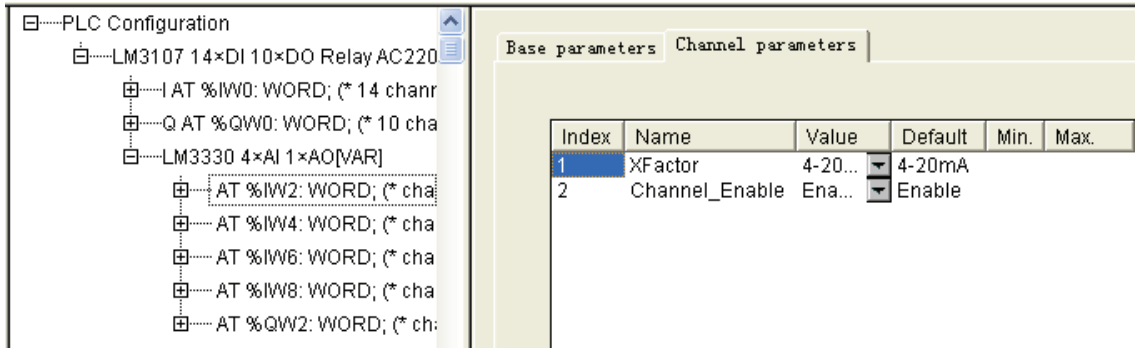 PLC Configuration
LM3107 14×DI 10×DO Relay AC220
I AT %IW0: WORD; (* 14 chanr
Q AT %QW0: WORD; (* 10 cha
LM3330 4×AI 1×AO[VAR]
AT %IW2: WORD; (* cha
AT %IW4: WORD; (* cha
AT %IW6: WORD; (* cha
AT %IW8: WORD; (* cha
AT %QW2: WORD; (* cha
Base parameters Channel parameters
Index Name Value Default Min. Max.
1 XFactor 4-20... 4-20mA
2 Channel_Enable Ena... Enable